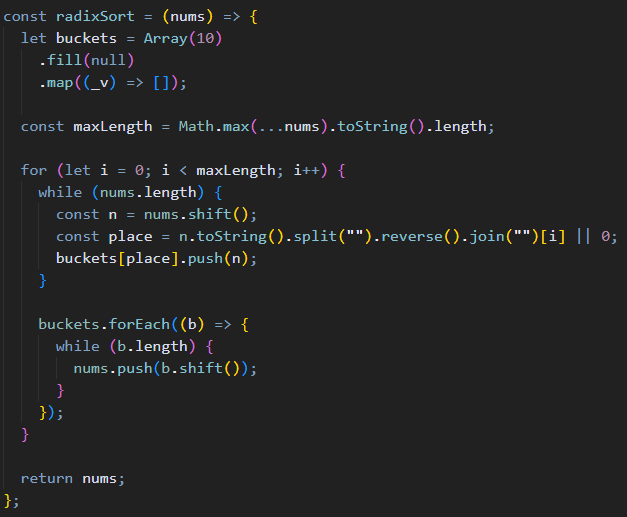 const radixSort = (nums) => {
  let buckets = Array(10)
    .fill(null)
    .map((_v) => []);

  const maxLength = Math.max(...nums).toString().length;

  for (let i = 0; i < maxLength; i++) {
    while (nums.length) {
      const n = nums.shift();
      const place = n.toString().split("").reverse().join("")[i] || 0;
      buckets[place].push(n);
    }

    buckets.forEach((b) => {
      while (b.length) {
        nums.push(b.shift());
      }
    });
  }

  return nums;
};